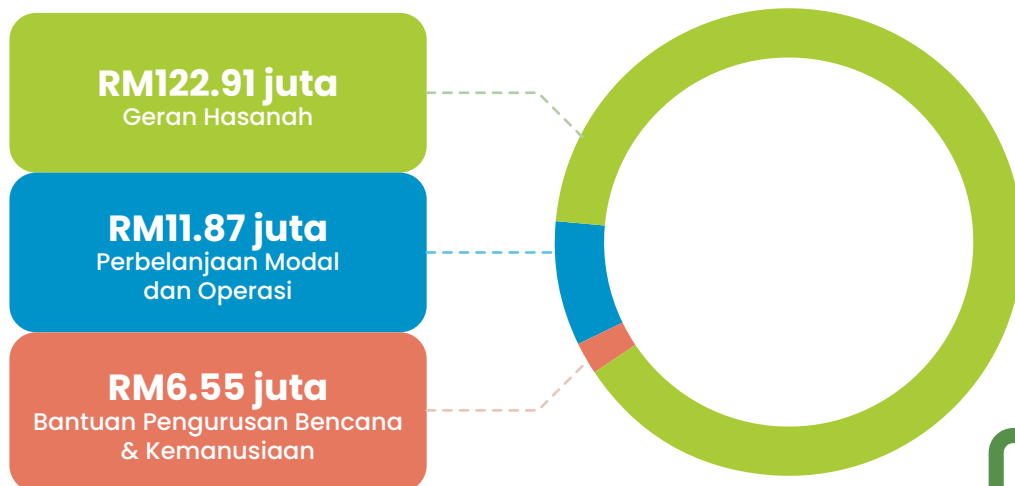 RM122.91 juta
Geran Hasanah
RM11.87 juta
Perbelanjaan Modal
dan Operasi
RM6.55 juta
Bantuan Pengurusan Bencana
& Kemanusiaan